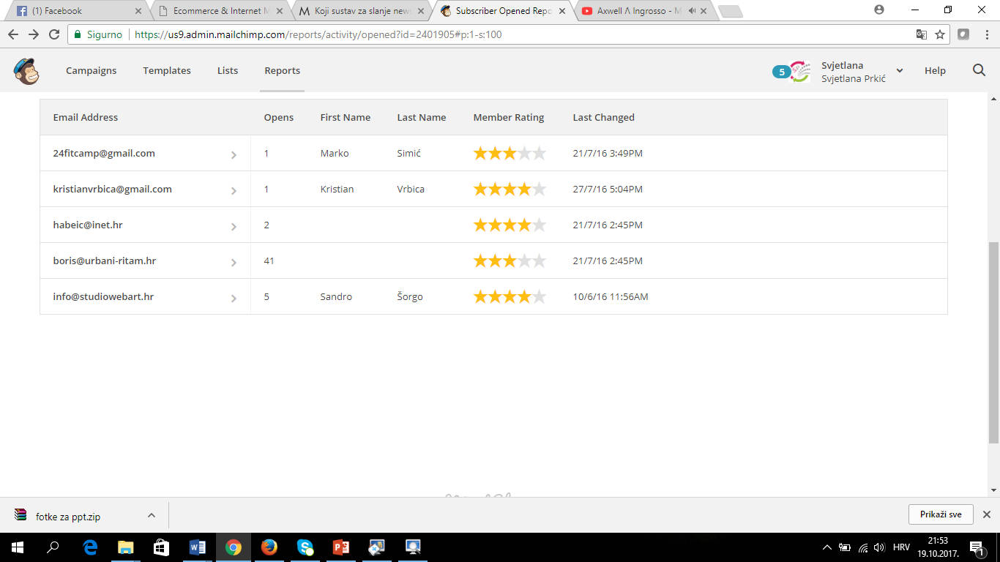 (1) Facebook
Ecommerce & Internet M
Koji sustav za slanje news
Subscriber Opened Repo
Axwell Λ Ingrosso - M
Sigurno
https://us9.admin.mailchimp.com/reports/activity/opened?id=2401905#p:1-s:100
Campaigns Templates Lists Reports
5
Svjetlana
Svjetlana Prkić
Help
Email Address Opens First Name Last Name Member Rating Last Changed
24fitcamp@gmail.com 1 Marko Simić 21/7/16 3:49PM
kristianvrbica@gmail.com 1 Kristian Vrbica 27/7/16 5:04PM
habeic@inet.hr 2 21/7/16 2:45PM
boris@urbani-ritam.hr 41 21/7/16 2:45PM
info@studiowebart.hr 5 Sandro Šorgo 10/6/16 11:56AM
fotke za ppt.zip
Prikaži sve
HRV
21:53
19.10.2017.
1